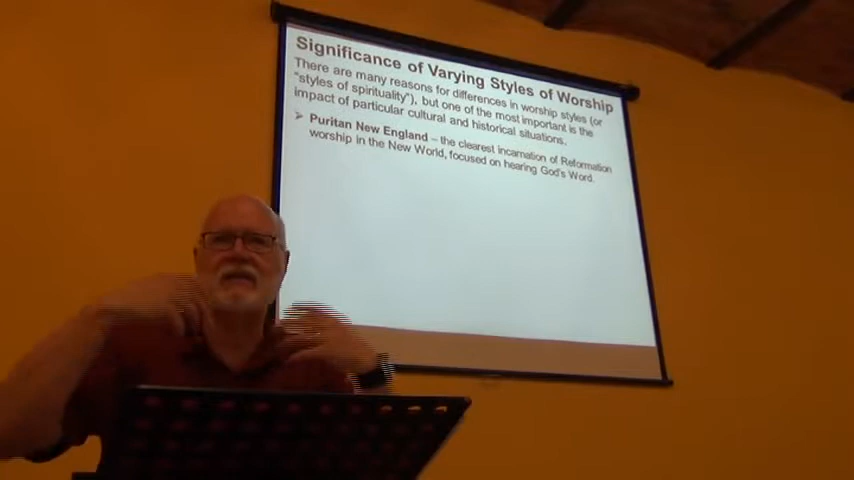 Significance of Varying Styles of Worship
There are many reasons for differences in worship styles (or
"styles of spirituality"), but one of the most important is the
impact of particular cultural and historical situations.
➢ Puritan New England – the clearest incarnation of Reformation
worship in the New World, focused on hearing God's Word.